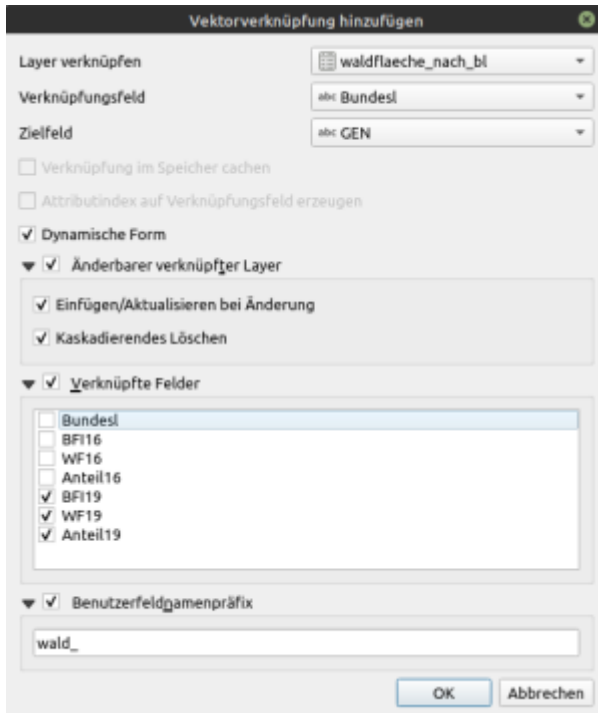 Vektorverknüpfung hinzufügen
Layer verknüpfen waldflaeche_nach_bl
Verknüpfungsfeld abc Bundesl
Zielfeld abc GEN
Verknüpfung im Speicher cachen
Attributindex auf Verknüpfungsfeld erzeugen
Dynamische Form
Änderbarer verknüpfter Layer
Einfügen/Aktualisieren bei Änderung
Kaskadierendes Löschen
Verknüpfte Felder
Bundesl
BFI16
WF16
Anteil16
BFI19
WF19
Anteil19
Benutzerfeldnamenpräfix
wald_
OK Abbrechen